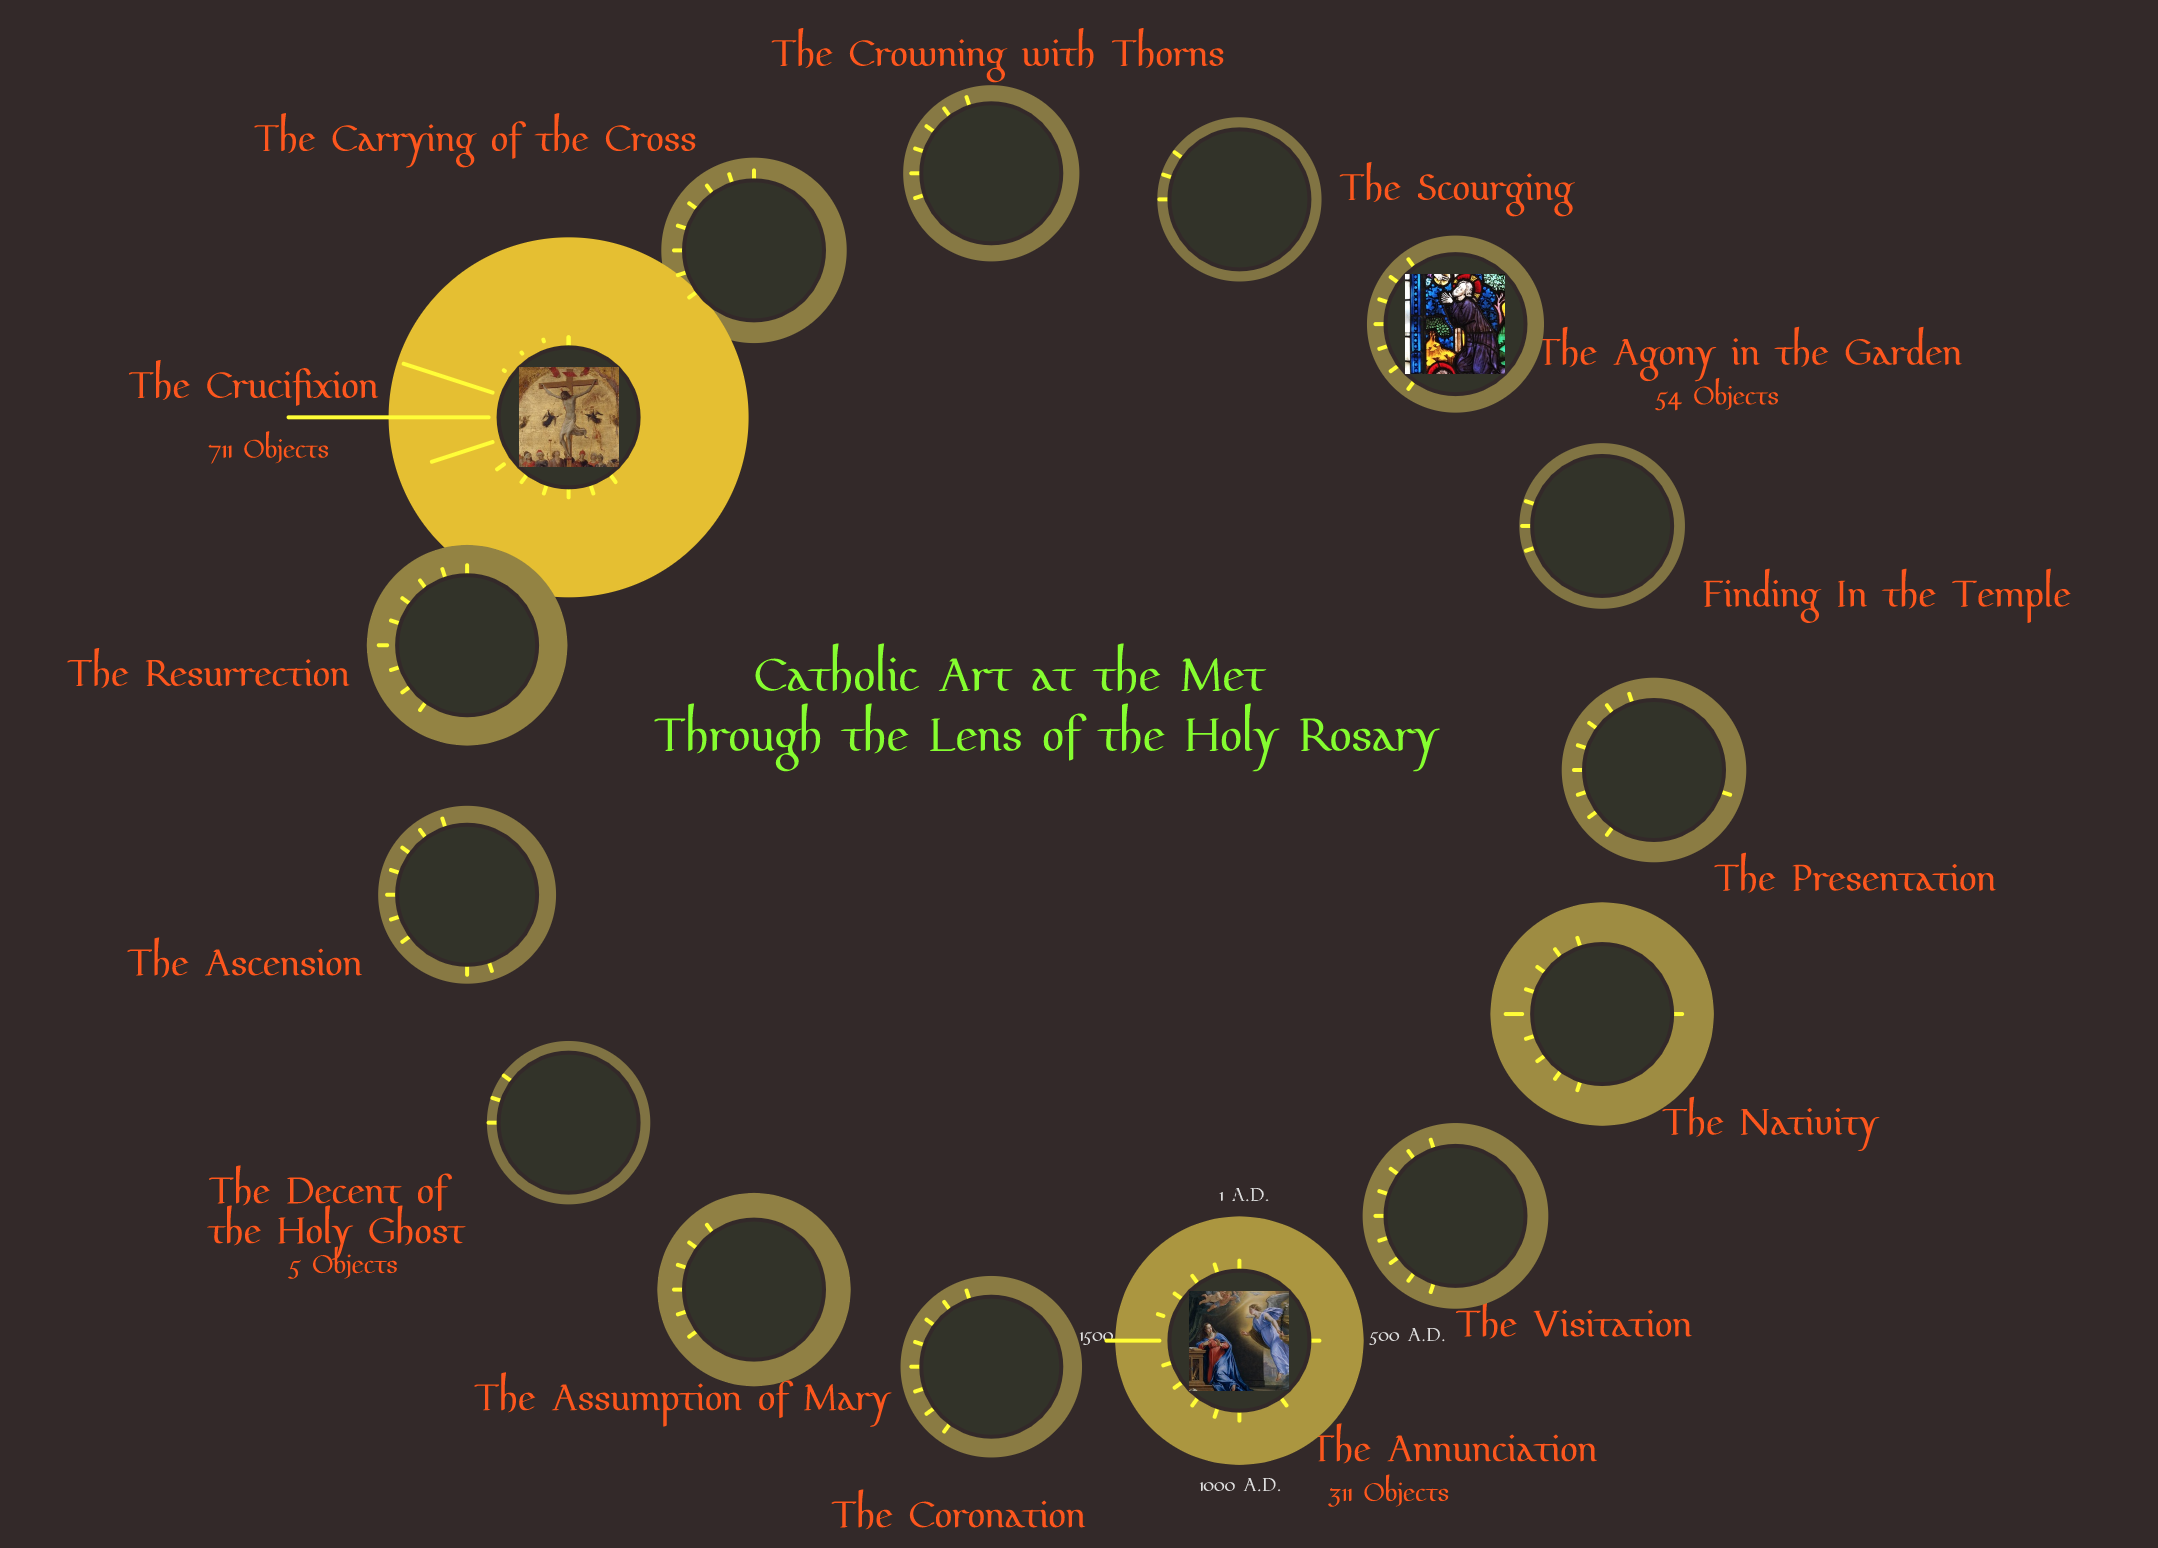 The Crowning with Thorns
The Carrying of the Cross
The Scourging
The Agony in the Garden
54 Objects
The Crucifixion
711 Objects
Finding In the Temple
The Resurrection
Catholic Art at the Met
Through the Lens of the Holy Rosary
The Presentation
The Ascension
The Nativity
The Decent of
the Holy Ghost
5 Objects
1 A.D.
The Visitation
1500
500 A.D.
The Assumption of Mary
The Annunciation
311 Objects
1000 A.D.
The Coronation